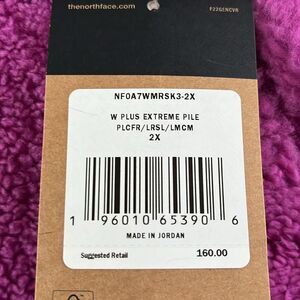 thenorthface.com
F22GENCVR
NF0A7WMRSK3-2X
W PLUS EXTREME PILE
PLCFR/LRSL/LMCM
2X
1 96010 65390 6
MADE IN JORDAN
Suggested Retail 160.00